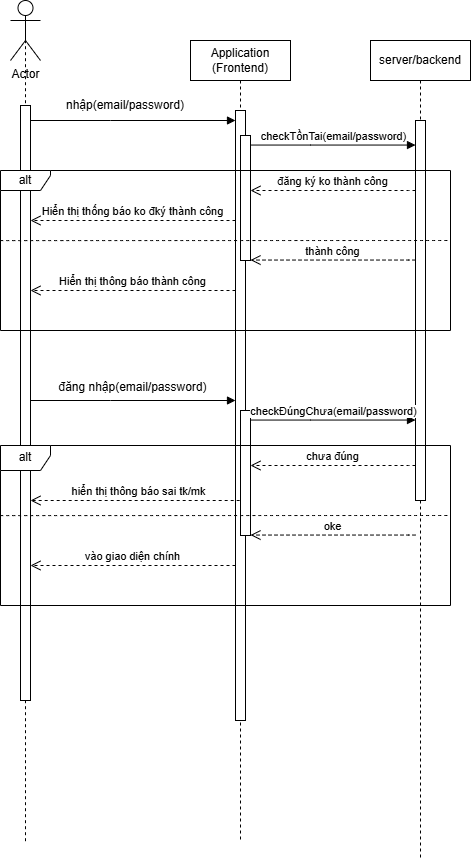 Actor
Application
(Frontend)
server/backend
nhập(email/password)
checkTồnTai(email/password)
alt
đăng ký ko thành công
Hiển thị thống báo ko đký thành công
thành công
Hiển thị thông báo thành công
đăng nhập(email/password)
checkĐúngChưa(email/password)
alt
chưa đúng
hiển thị thông báo sai tk/mk
oke
vào giao diện chính